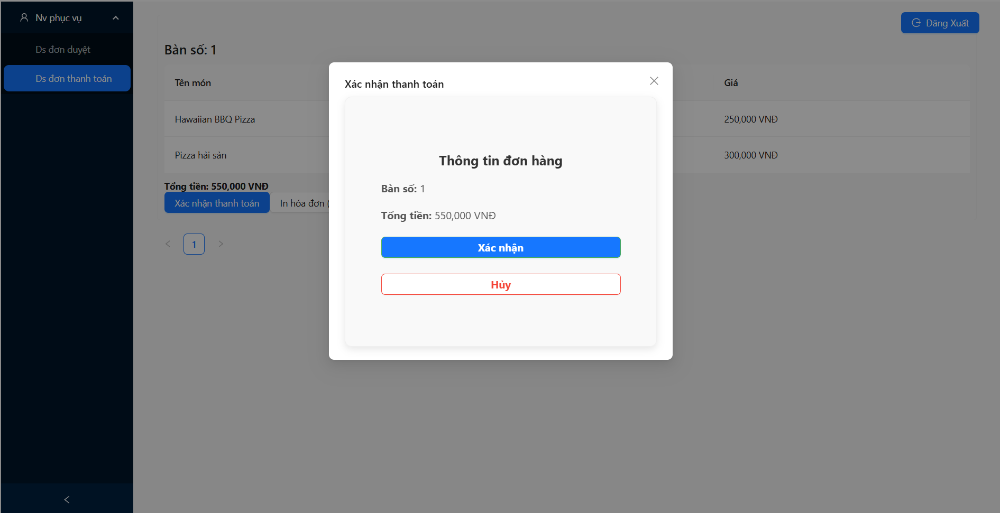 Nv phục vụ
Ds đơn duyệt
Ds đơn thanh toán
Đăng Xuất
Bàn số: 1
Tên món
Giá
Hawaiian BBQ Pizza
250,000 VNĐ
Pizza hải sản
300,000 VNĐ
Tổng tiền: 550,000 VNĐ
Xác nhận thanh toán
In hóa đơn (
1
Xác nhận thanh toán
Thông tin đơn hàng
Bàn số: 1
Tổng tiền: 550,000 VNĐ
Xác nhận
Hủy